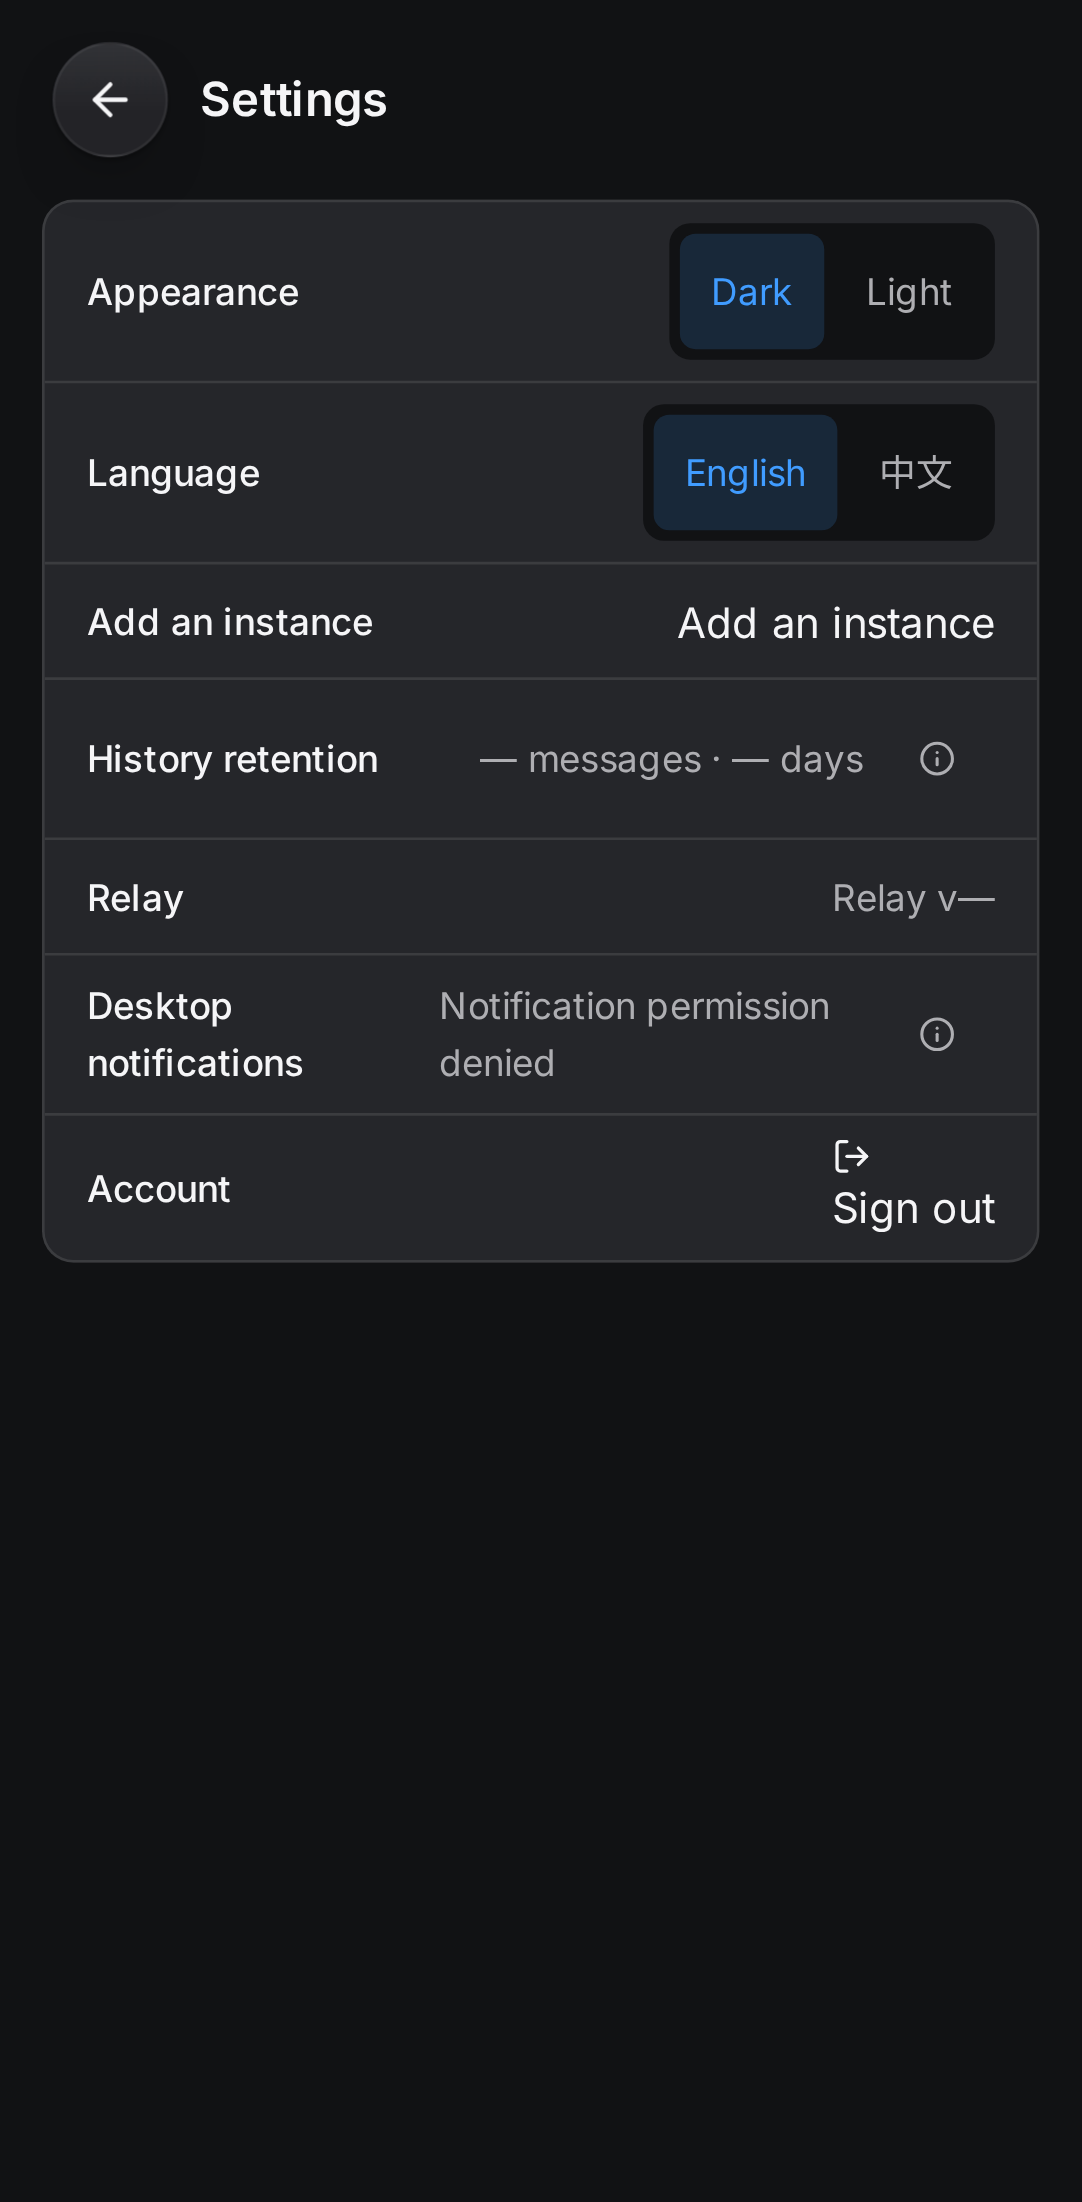 Settings
Appearance
Dark
Light
Language
English
中文
Add an instance
Add an instance
History retention
— messages · — days
Relay
Relay v—
Desktop
notifications
Notification permission
denied
Account
Sign out